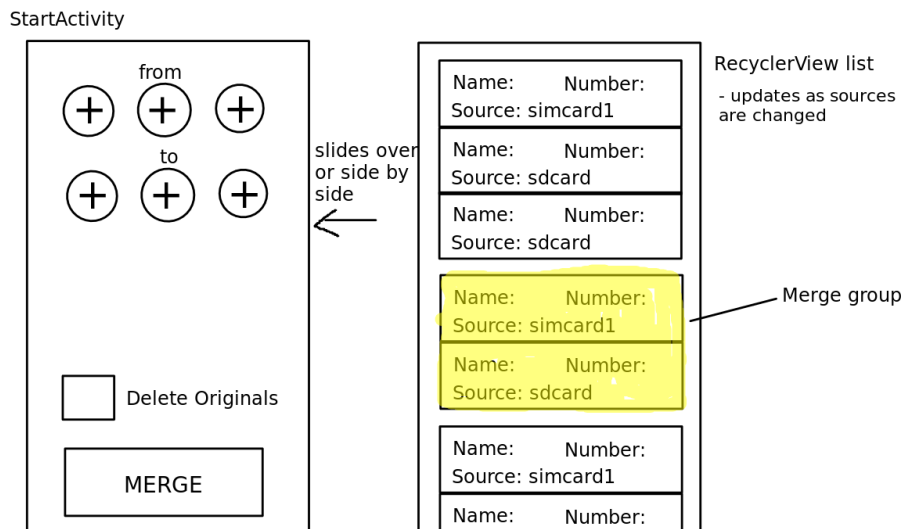 StartActivity
from
to
Delete Originals
MERGE
slides over
or side by
side
Name: Number:
Source: simcard1
Name: Number:
Source: sdcard
Name: Number:
Source: sdcard
Name: Number:
Source: simcard1
Name: Number:
Source: sdcard
Name: Number:
Source: simcard1
Name: Number:
RecyclerView list
- updates as sources
are changed
Merge group